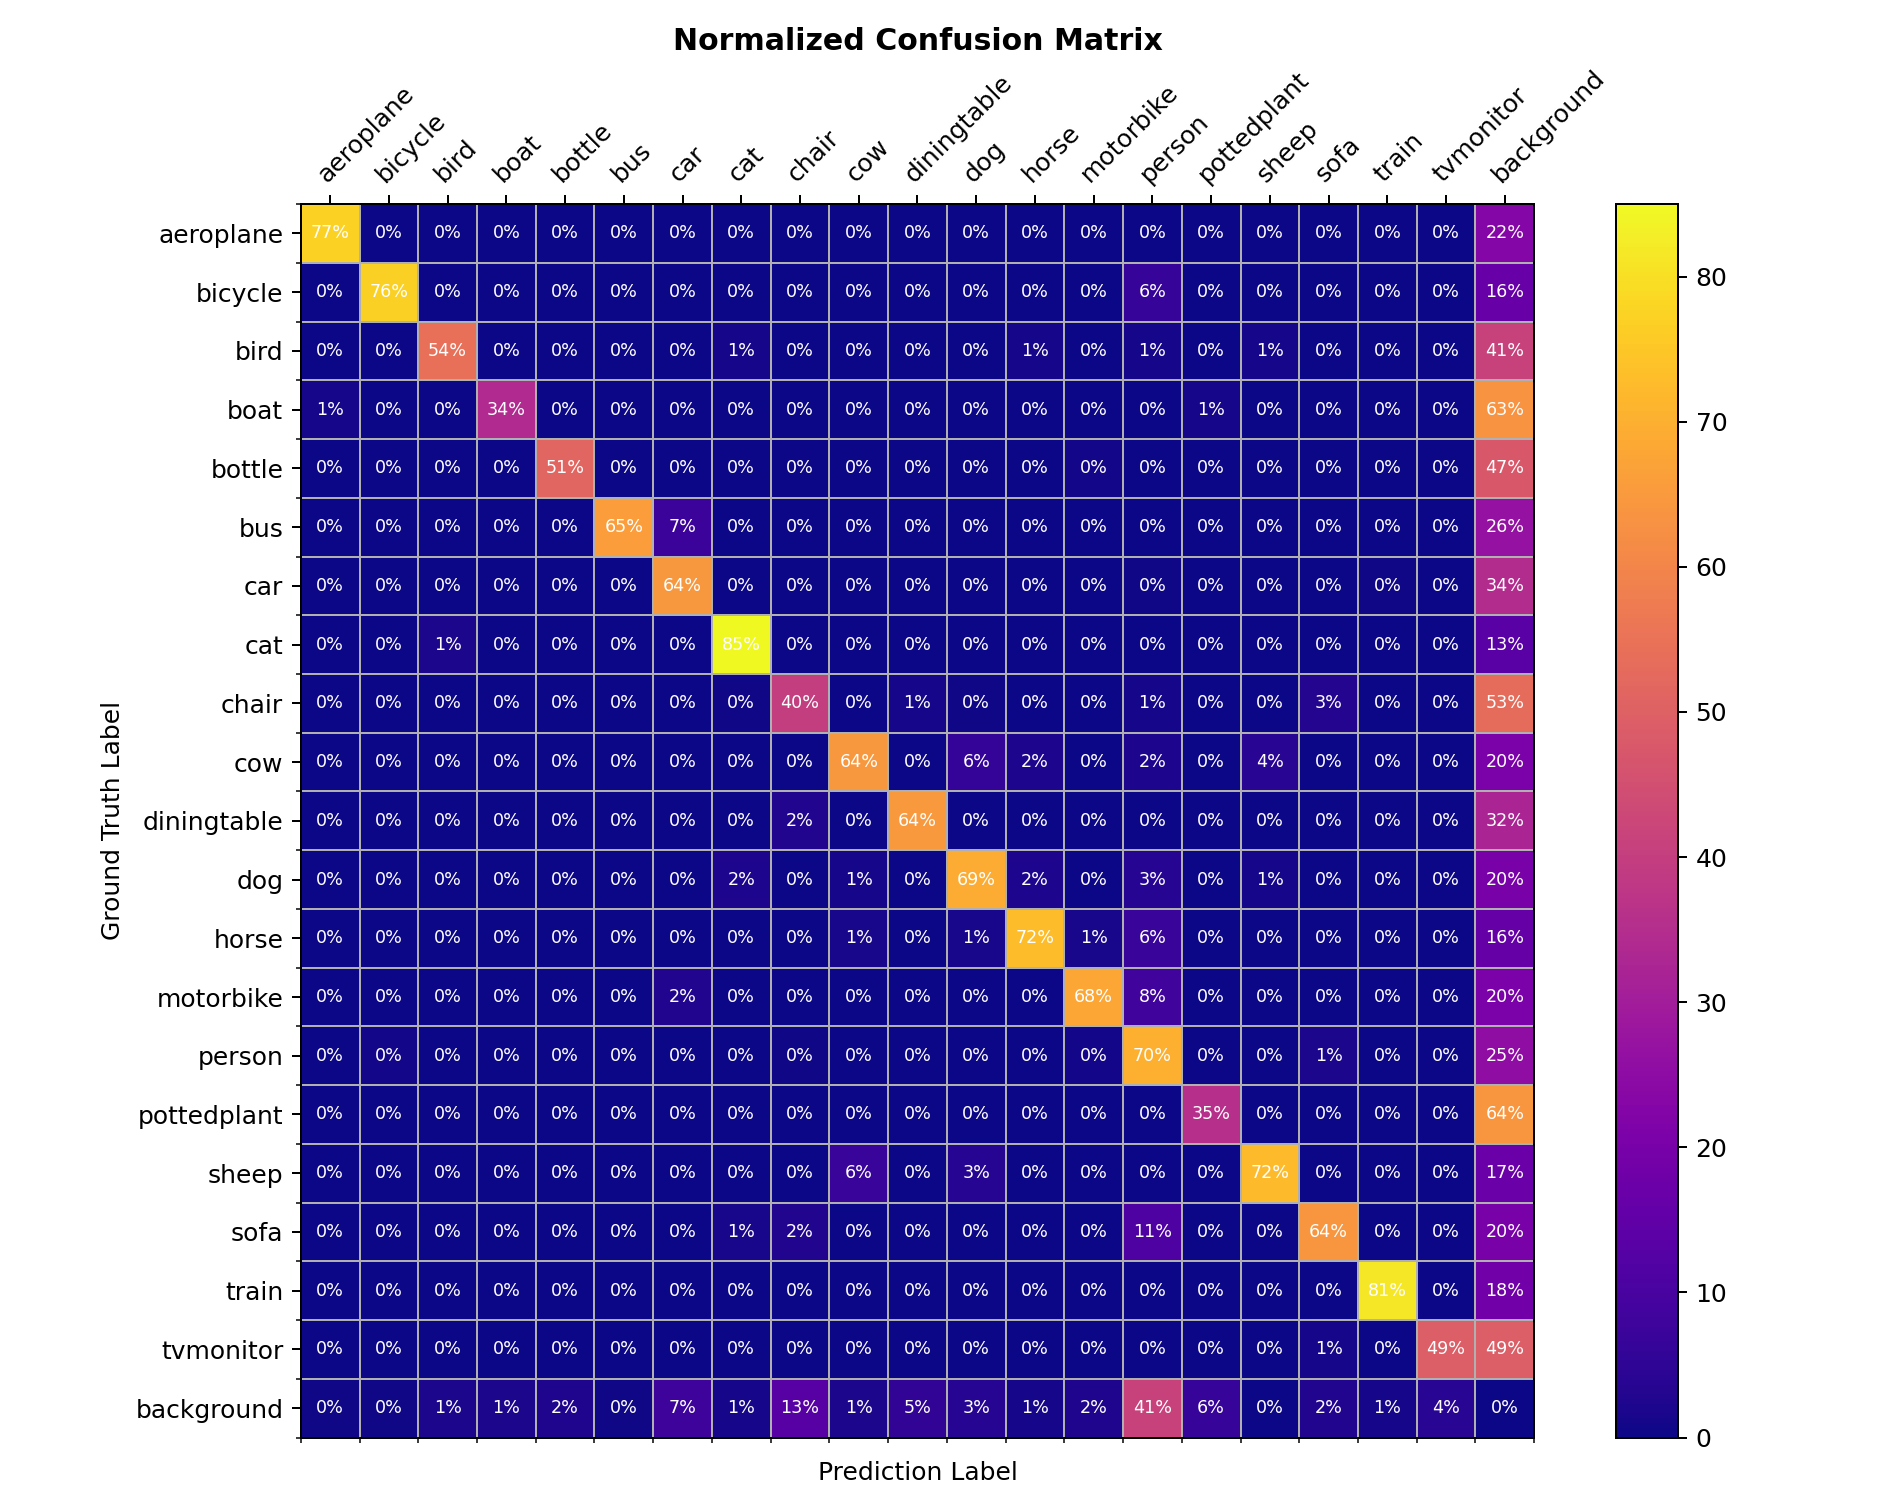 Normalized Confusion Matrix
aeroplane bicycle bird boat bottle bus car cat chair cow diningtable dog horse motorbike person pottedplant sheep sofa train tvmonitor background
aeroplane 77% 0% 0% 0% 0% 0% 0% 0% 0% 0% 0% 0% 0% 0% 0% 0% 0% 0% 0% 0% 22%
bicycle 0% 76% 0% 0% 0% 0% 0% 0% 0% 0% 0% 0% 0% 0% 6% 0% 0% 0% 0% 0% 16%
bird 0% 0% 54% 0% 0% 0% 0% 1% 0% 0% 0% 0% 1% 0% 1% 0% 1% 0% 0% 0% 41%
boat 1% 0% 0% 34% 0% 0% 0% 0% 0% 0% 0% 0% 0% 0% 0% 1% 0% 0% 0% 0% 63%
bottle 0% 0% 0% 0% 51% 0% 0% 0% 0% 0% 0% 0% 0% 0% 0% 0% 0% 0% 0% 0% 47%
bus 0% 0% 0% 0% 0% 65% 7% 0% 0% 0% 0% 0% 0% 0% 0% 0% 0% 0% 0% 0% 26%
car 0% 0% 0% 0% 0% 0% 64% 0% 0% 0% 0% 0% 0% 0% 0% 0% 0% 0% 0% 0% 34%
cat 0% 0% 1% 0% 0% 0% 0% 85% 0% 0% 0% 0% 0% 0% 0% 0% 0% 0% 0% 0% 13%
chair 0% 0% 0% 0% 0% 0% 0% 0% 40% 0% 1% 0% 0% 0% 1% 0% 0% 3% 0% 0% 53%
cow 0% 0% 0% 0% 0% 0% 0% 0% 0% 64% 0% 6% 2% 0% 2% 0% 4% 0% 0% 0% 20%
diningtable 0% 0% 0% 0% 0% 0% 0% 0% 2% 0% 64% 0% 0% 0% 0% 0% 0% 0% 0% 0% 32%
dog 0% 0% 0% 0% 0% 0% 0% 2% 0% 1% 0% 69% 2% 0% 3% 0% 1% 0% 0% 0% 20%
horse 0% 0% 0% 0% 0% 0% 0% 0% 0% 1% 0% 1% 72% 1% 6% 0% 0% 0% 0% 0% 16%
motorbike 0% 0% 0% 0% 0% 0% 2% 0% 0% 0% 0% 0% 0% 68% 8% 0% 0% 0% 0% 0% 20%
person 0% 0% 0% 0% 0% 0% 0% 0% 0% 0% 0% 0% 0% 0% 70% 0% 0% 1% 0% 0% 25%
pottedplant 0% 0% 0% 0% 0% 0% 0% 0% 0% 0% 0% 0% 0% 0% 0% 35% 0% 0% 0% 0% 64%
sheep 0% 0% 0% 0% 0% 0% 0% 0% 0% 6% 0% 3% 0% 0% 0% 0% 72% 0% 0% 0% 17%
sofa 0% 0% 0% 0% 0% 0% 0% 1% 2% 0% 0% 0% 0% 0% 11% 0% 0% 64% 0% 0% 20%
train 0% 0% 0% 0% 0% 0% 0% 0% 0% 0% 0% 0% 0% 0% 0% 0% 0% 0% 81% 0% 18%
tvmonitor 0% 0% 0% 0% 0% 0% 0% 0% 0% 0% 0% 0% 0% 0% 0% 0% 0% 1% 0% 49% 49%
background 0% 0% 1% 1% 2% 0% 7% 1% 13% 1% 5% 3% 1% 2% 41% 6% 0% 2% 1% 4% 0%
Ground Truth Label
Prediction Label
80
70
60
50
40
30
20
10
0